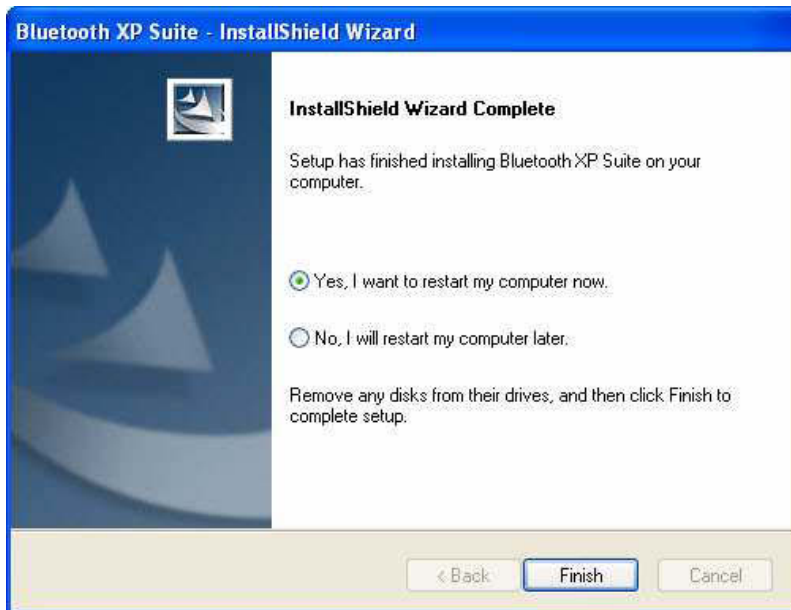 Bluetooth XP Suite - InstallShield Wizard
InstallShield Wizard Complete
Setup has finished installing Bluetooth XP Suite on your
computer.
Yes, I want to restart my computer now.
No, I will restart my computer later.
Remove any disks from their drives, and then click Finish to
complete setup.
< Back Finish Cancel